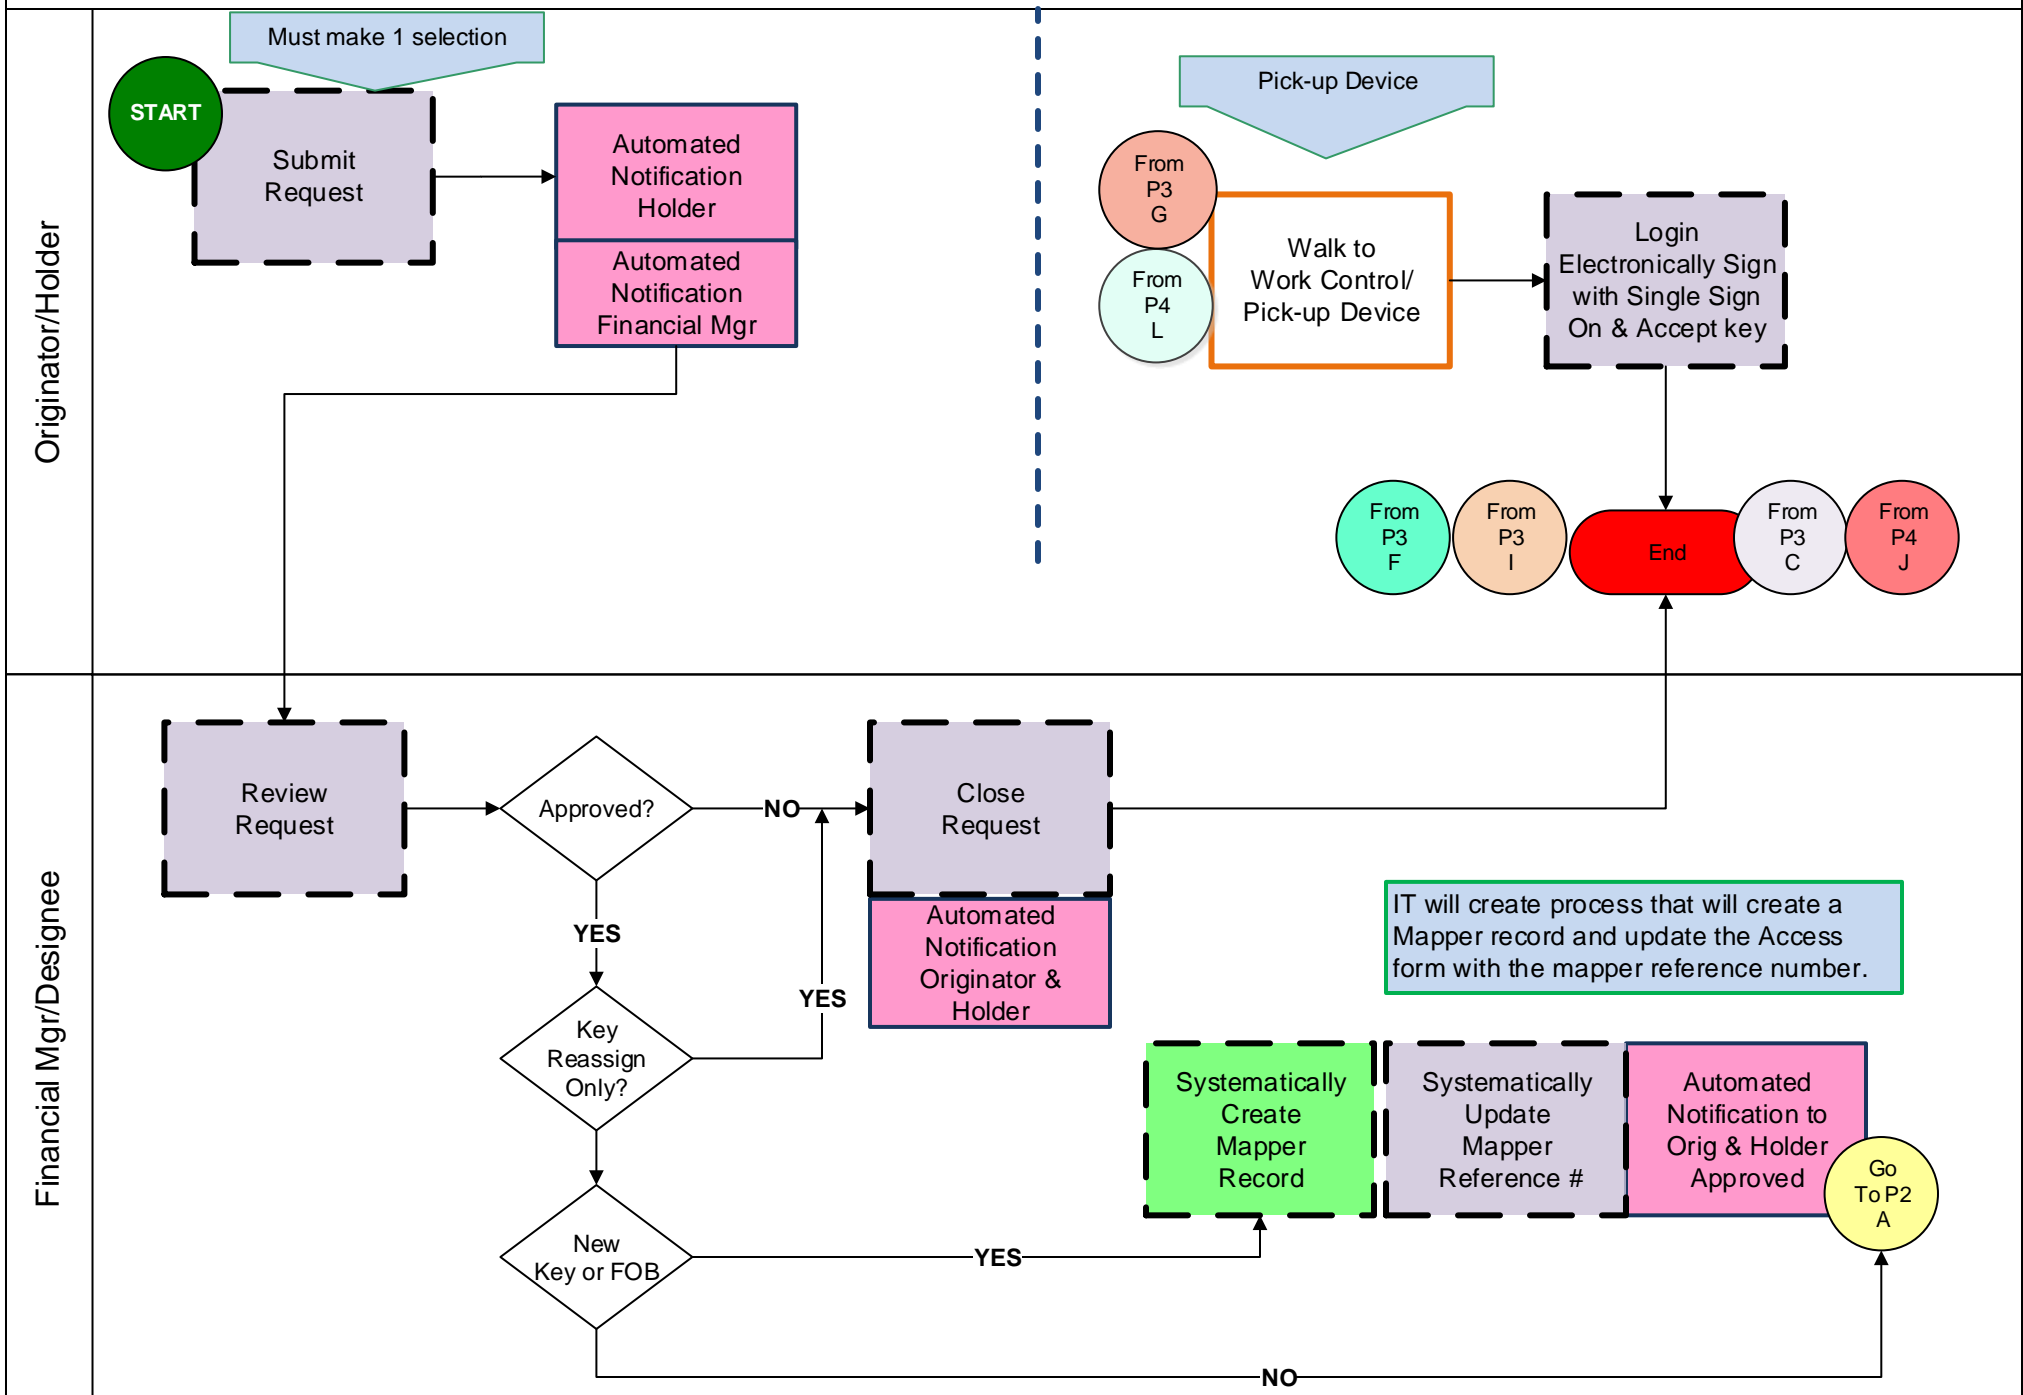 Originator/Holder
Must make 1 selection
START
Submit
Request
Automated
Notification
Holder
Automated
Notification
Financial Mgr
Pick-up Device
From
P3
G
From
P4
L
Walk to
Work Control/
Pick-up Device
Login
Electronically Sign
with Single Sign
On & Accept key
From
P3
F
From
P3
I
End
From
P3
C
From
P4
J
Financial Mgr/Designee
Review
Request
Approved?
NO
Close
Request
Automated
Notification
Originator &
Holder
YES
YES
Key
Reassign
Only?
IT will create process that will create a
Mapper record and update the Access
form with the mapper reference number.
Systematically
Create
Mapper
Record
Systematically
Update
Mapper
Reference #
Automated
Notification to
Orig & Holder
Approved
Go
To P2
A
New
Key or FOB
YES
NO